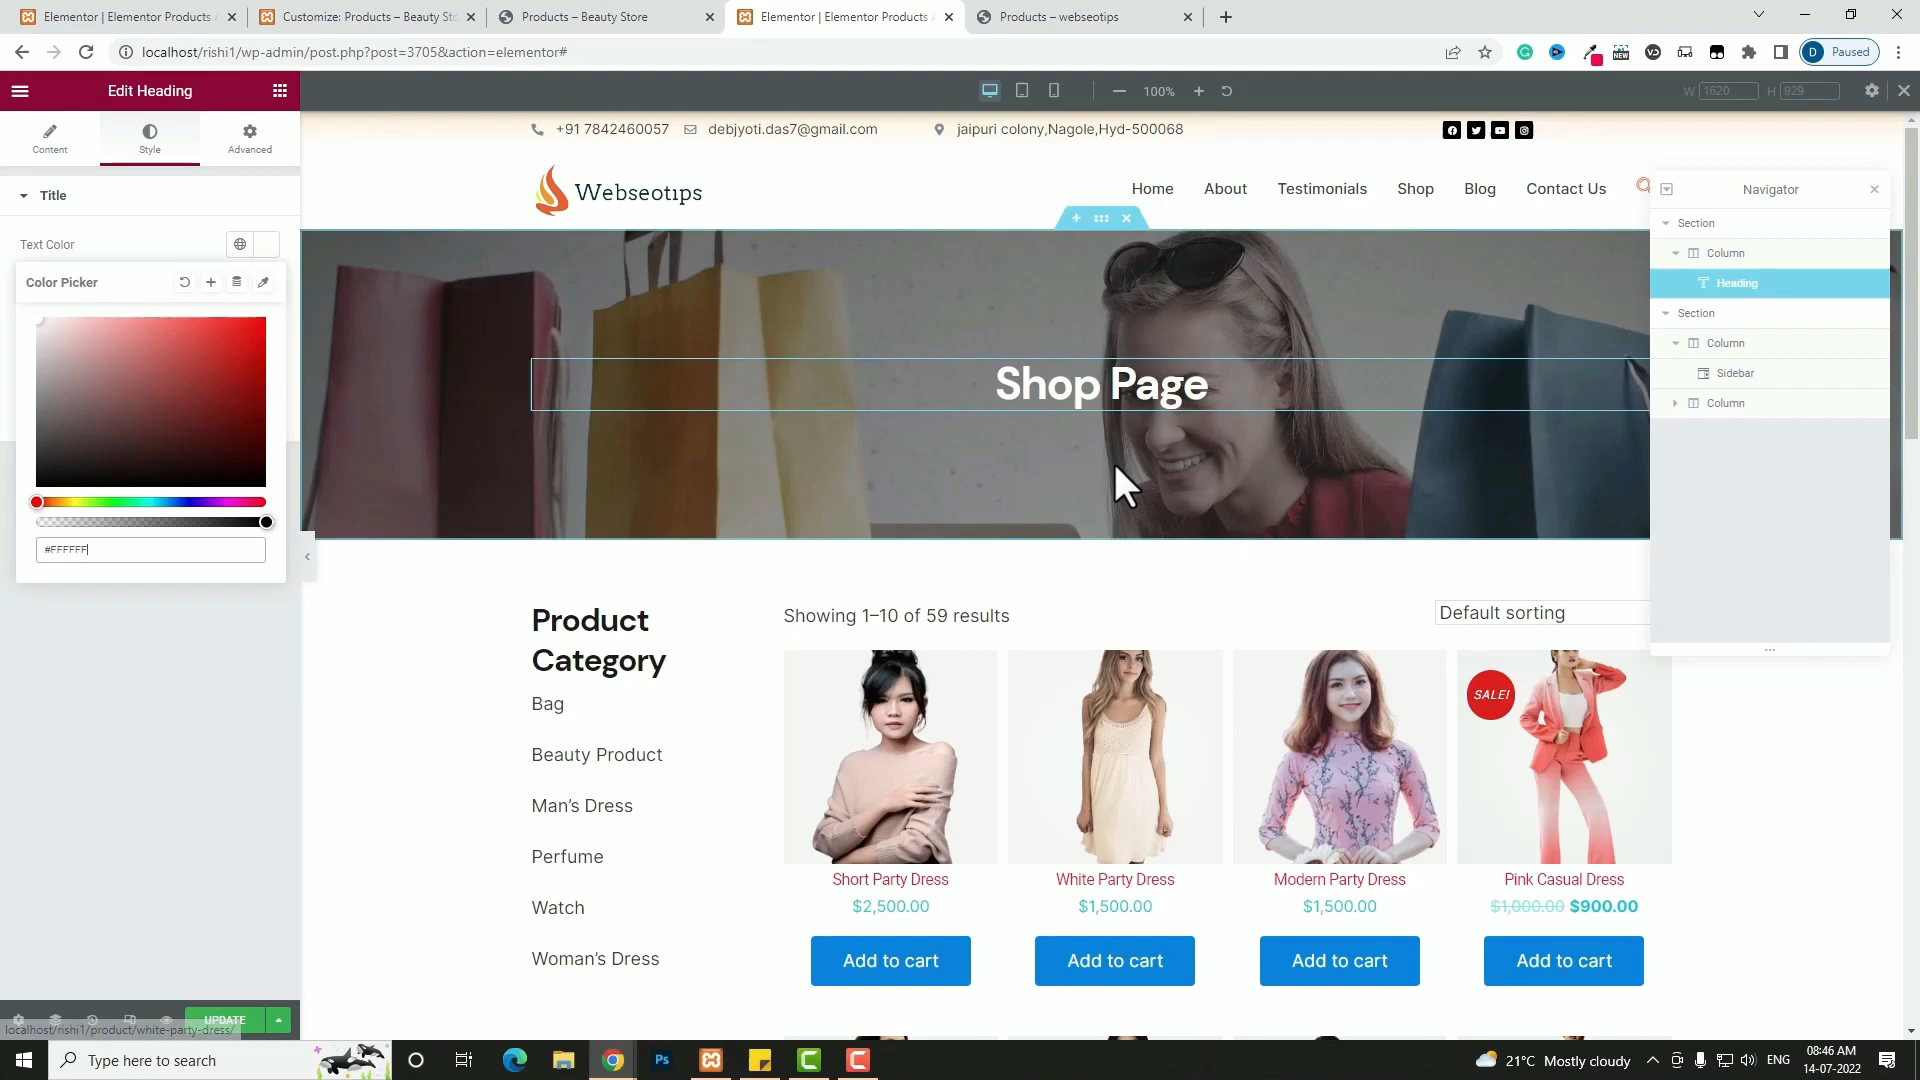 Elementor | Elementor Products A
Customize: Products – Beauty Sto
Products – Beauty Store
Elementor | Elementor Products A
Products – webseotips
localhost/rishi1/wp-admin/post.php?post=3705&action=elementor#
NEW
D Paused
Edit Heading
100%
W 1620 H 929
Content
Style
Advanced
+91 7842460057
debjyoti.das7@gmail.com
jaipuri colony,Nagole,Hyd-500068
Title
Webseotips
Home
About
Testimonials
Shop
Blog
Contact Us
Navigator
Section
Column
Heading
Section
Column
Sidebar
Column
Text Color
Color Picker
#FFFFFF
Shop Page
Product
Category
Bag
Beauty Product
Man's Dress
Perfume
Watch
Woman's Dress
Showing 1–10 of 59 results
Default sorting
SALE!
Short Party Dress
White Party Dress
Modern Party Dress
Pink Casual Dress
$2,500.00
$1,500.00
$1,500.00
$1,000.00 $900.00
Add to cart
Add to cart
Add to cart
Add to cart
UPDATE
localhost/rishi1/product/white-party-dress/
Type here to search
Ps
21°C Mostly cloudy
ENG
08:46 AM
14-07-2022